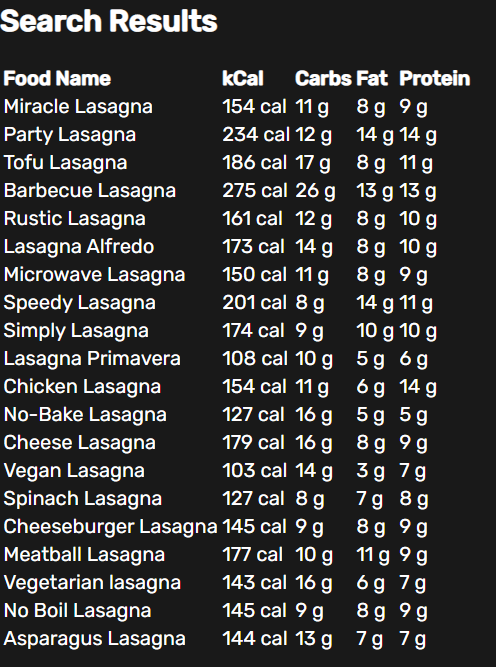 Search Results
Food Name kCal Carbs Fat Protein
Miracle Lasagna 154 cal 11 g 8 g 9 g
Party Lasagna 234 cal 12 g 14 g 14 g
Tofu Lasagna 186 cal 17 g 8 g 11 g
Barbecue Lasagna 275 cal 26 g 13 g 13 g
Rustic Lasagna 161 cal 12 g 8 g 10 g
Lasagna Alfredo 173 cal 14 g 8 g 10 g
Microwave Lasagna 150 cal 11 g 8 g 9 g
Speedy Lasagna 201 cal 8 g 14 g 11 g
Simply Lasagna 174 cal 9 g 10 g 10 g
Lasagna Primavera 108 cal 10 g 5 g 6 g
Chicken Lasagna 154 cal 11 g 6 g 14 g
No-Bake Lasagna 127 cal 16 g 5 g 5 g
Cheese Lasagna 179 cal 16 g 8 g 9 g
Vegan Lasagna 103 cal 14 g 3 g 7 g
Spinach Lasagna 127 cal 8 g 7 g 8 g
Cheeseburger Lasagna 145 cal 9 g 8 g 9 g
Meatball Lasagna 177 cal 10 g 11 g 9 g
Vegetarian lasagna 143 cal 16 g 6 g 7 g
No Boil Lasagna 145 cal 9 g 8 g 9 g
Asparagus Lasagna 144 cal 13 g 7 g 7 g